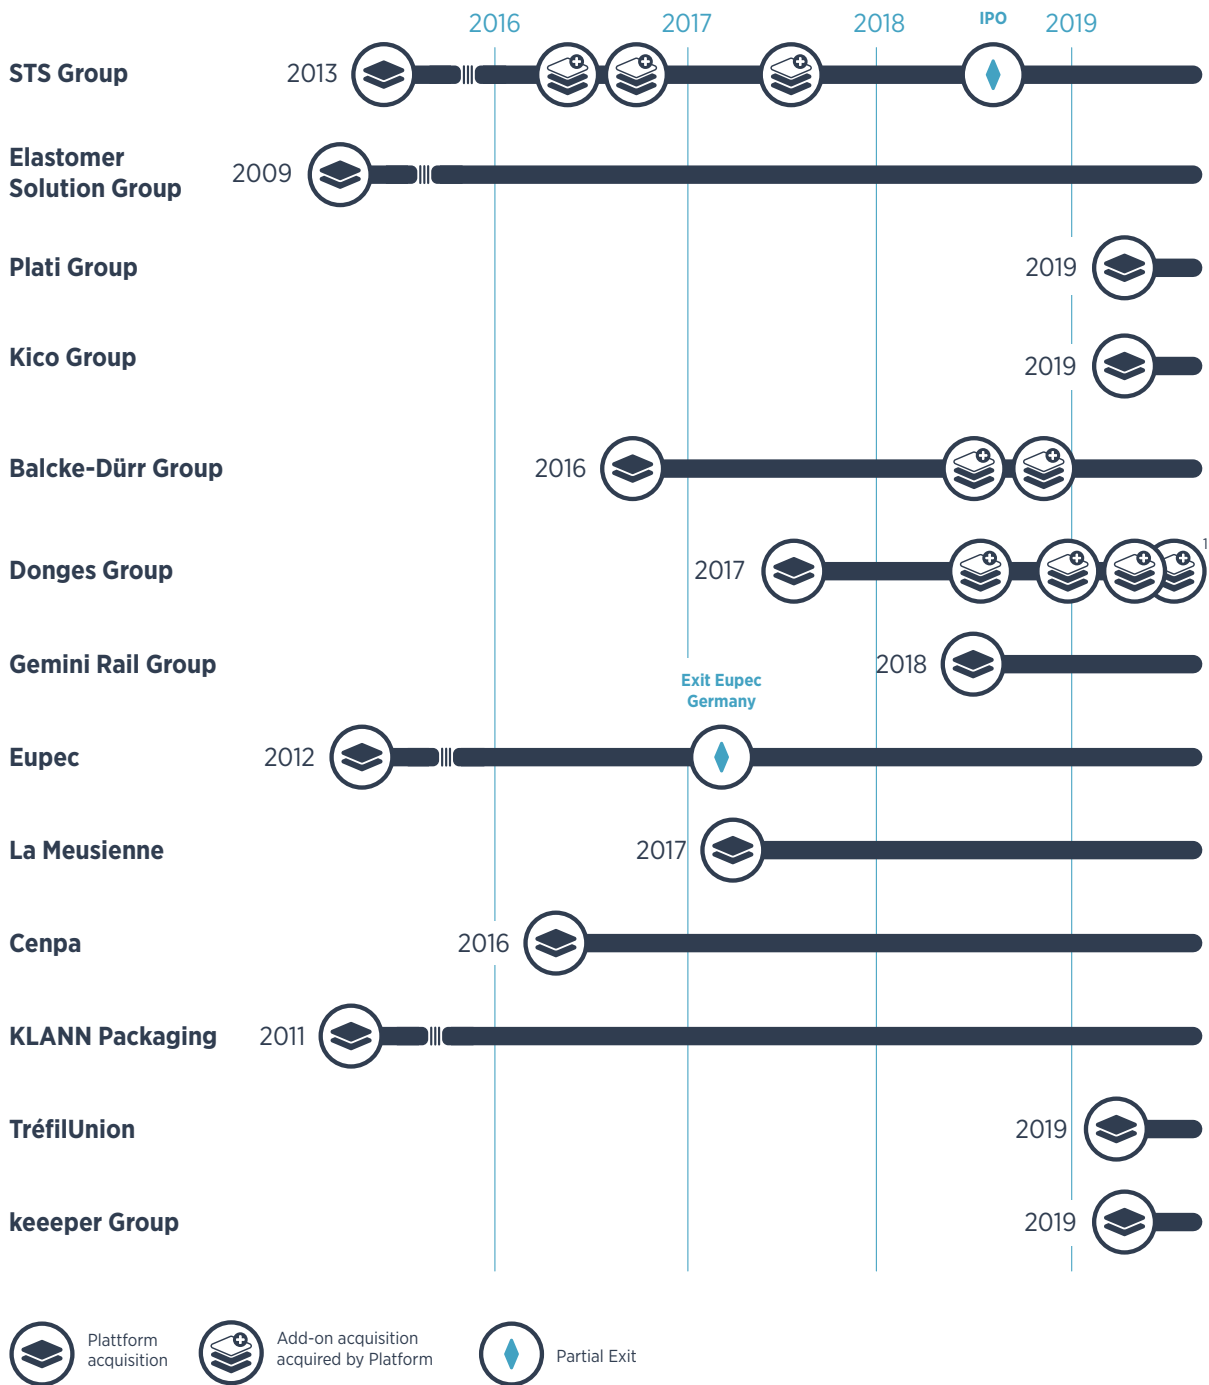 2016 2017 2018 IPO 2019
STS Group 2013
Elastomer
Solution Group 2009
Plati Group 2019
Kico Group 2019
Balcke-Dürr Group 2016
Donges Group 2017 1
Gemini Rail Group 2018
Exit Eupec
Germany
Eupec 2012
La Meusienne 2017
Cenpa 2016
KLANN Packaging 2011
TréfilUnion 2019
keeeper Group 2019
Plattform
acquisition
Add-on acquisition
acquired by Platform
Partial Exit